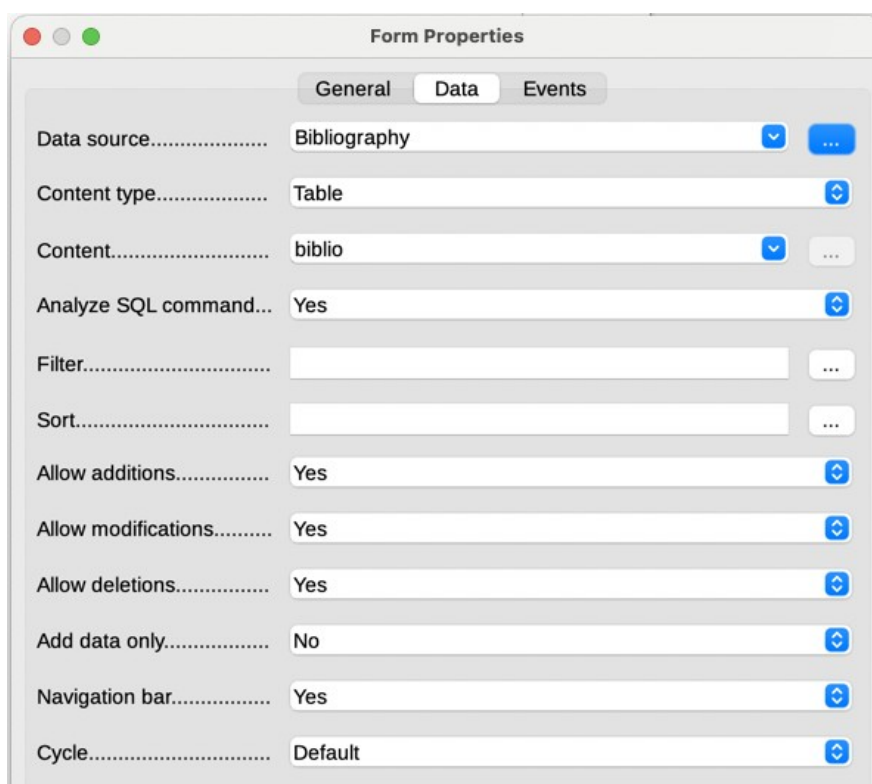 Form Properties
General Data Events
Data source.................... Bibliography ...
Content type................... Table
Content........................... biblio ...
Analyze SQL command... Yes
Filter................................ ...
Sort................................. ...
Allow additions................ Yes
Allow modifications.......... Yes
Allow deletions................ Yes
Add data only.................. No
Navigation bar................. Yes
Cycle............................... Default